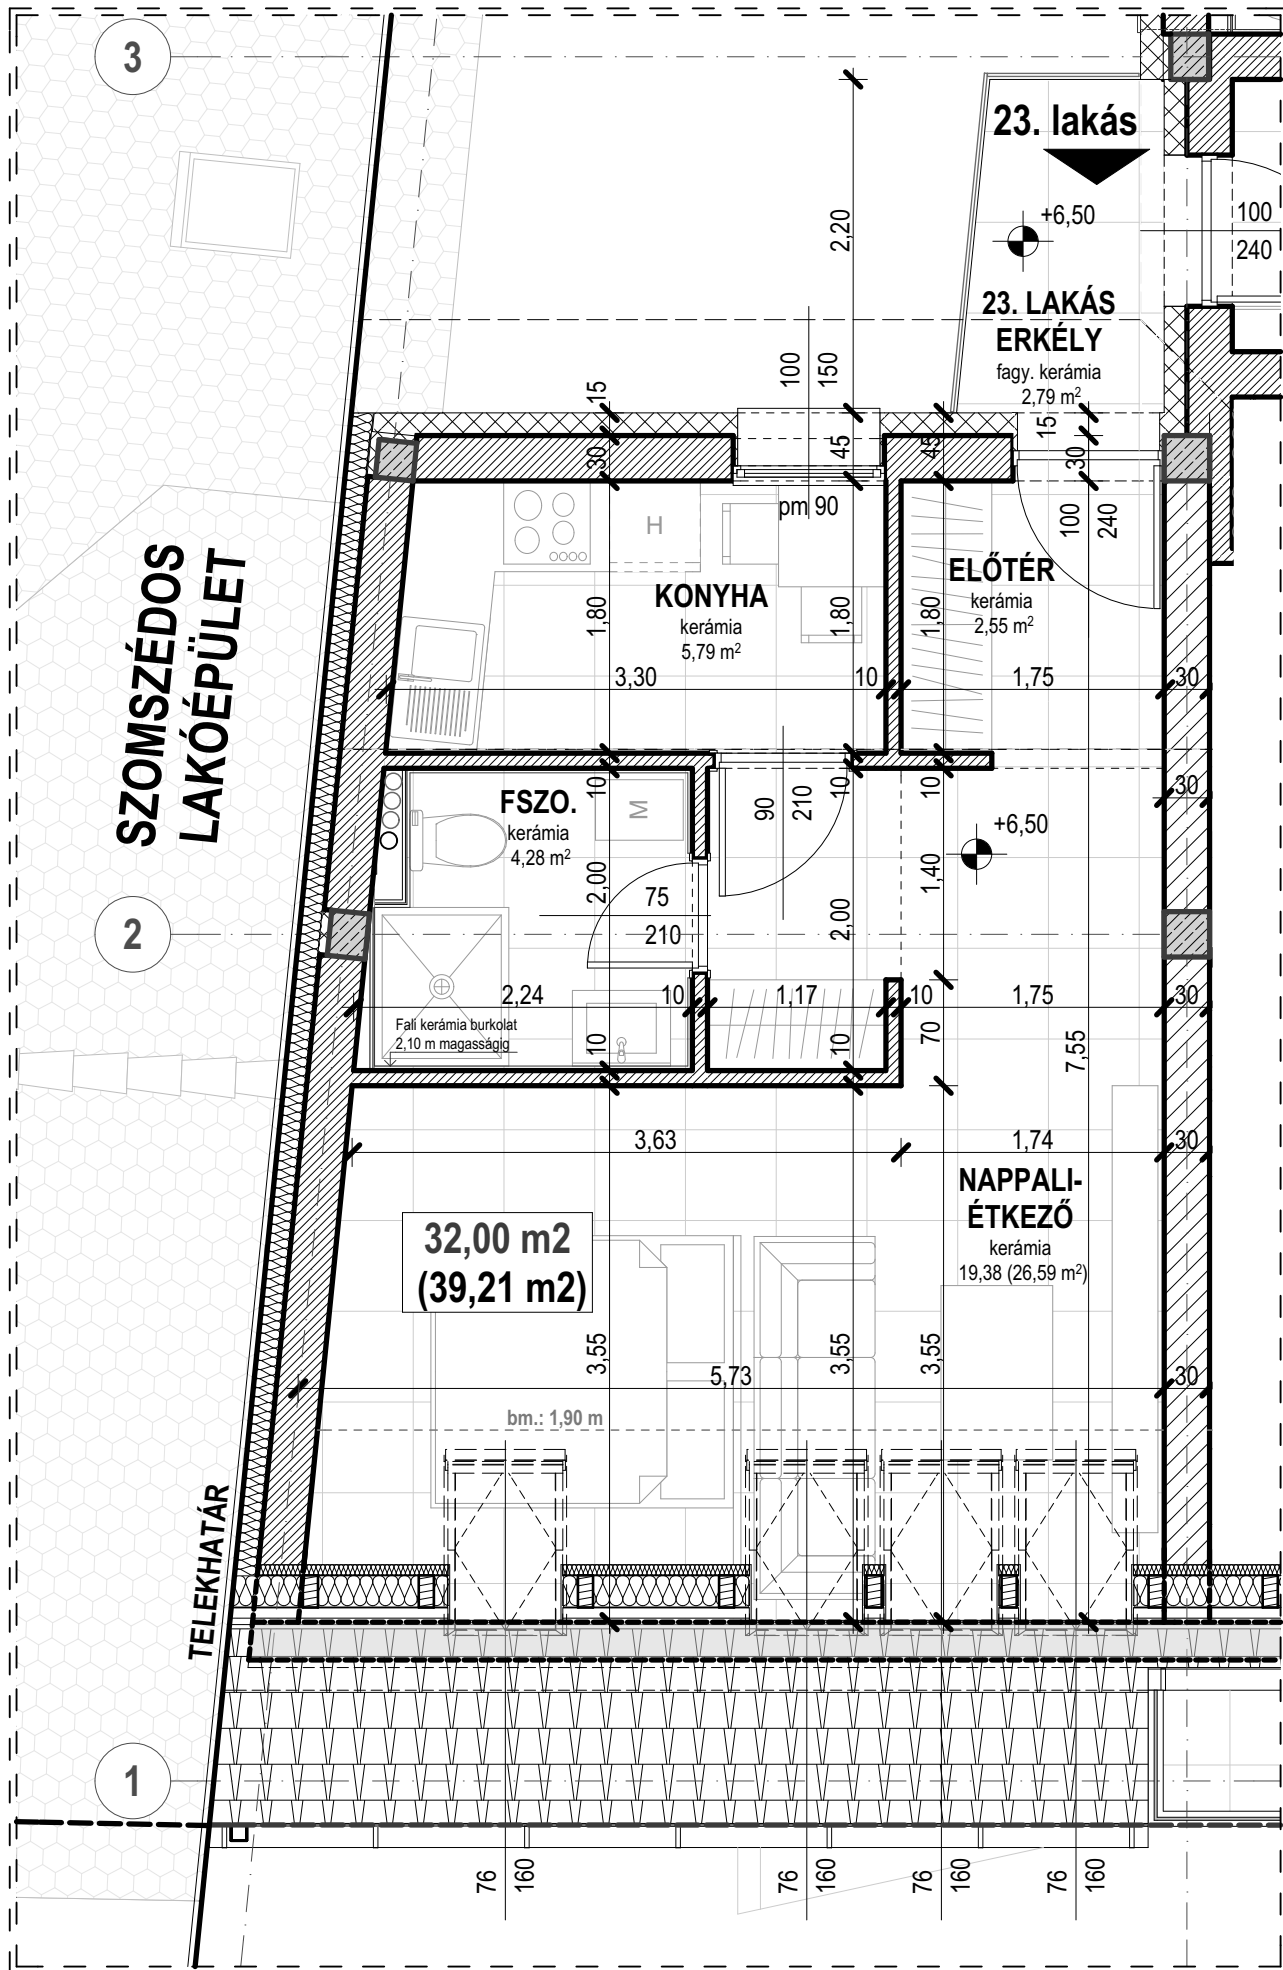 3
23. lakás
+6,50
100
240
2,20
23. LAKÁS
ERKÉLY
fagy. kerámia
2,79 m²
100
150
15
30
45
45
15
30
pm 90
100
240
H
SZOMSZÉDOS
LAKÓÉPÜLET
KONYHA
kerámia
5,79 m²
ELŐTÉR
kerámia
2,55 m²
1,80
1,80
1,80
3,30
10
1,75
30
10
10
10
30
FSZO.
kerámia
4,28 m²
M
90
210
+6,50
2,00
75
210
2,00
1,40
2
2,24
10
1,17
10
1,75
30
Fali kerámia burkolat
2,10 m magasságig
10
10
70
7,55
3,63
1,74
30
NAPPALI-
ÉTKEZŐ
kerámia
19,38 (26,59 m²)
32,00 m2
(39,21 m2)
3,55
3,55
3,55
5,73
30
bm.: 1,90 m
TELEKHATÁR
1
76
160
76
160
76
160
76
160